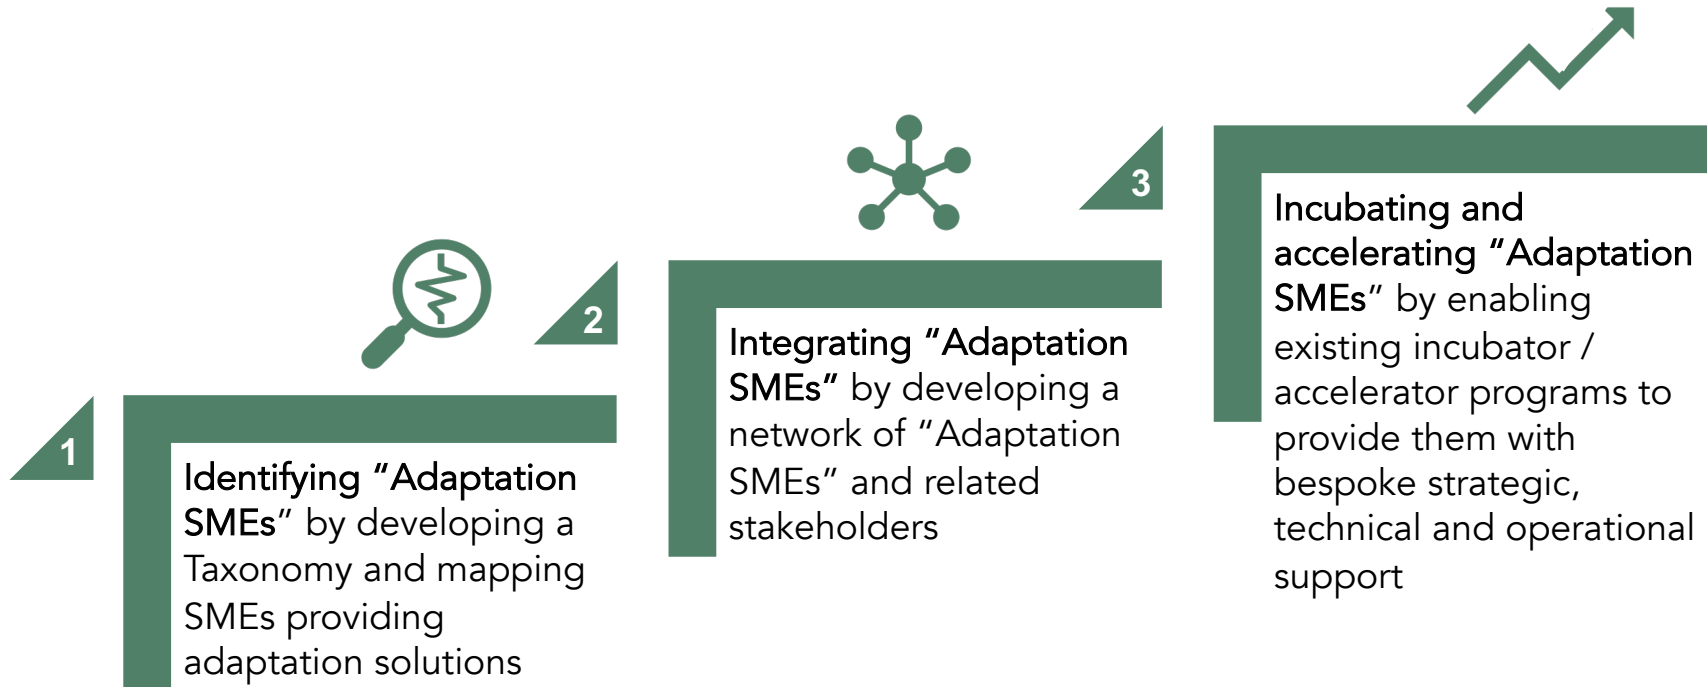 1
Identifying “Adaptation
SMEs” by developing a
Taxonomy and mapping
SMEs providing
adaptation solutions
2
Integrating “Adaptation
SMEs” by developing a
network of “Adaptation
SMEs” and related
stakeholders
3
Incubating and
accelerating “Adaptation
SMEs” by enabling
existing incubator /
accelerator programs to
provide them with
bespoke strategic,
technical and operational
support